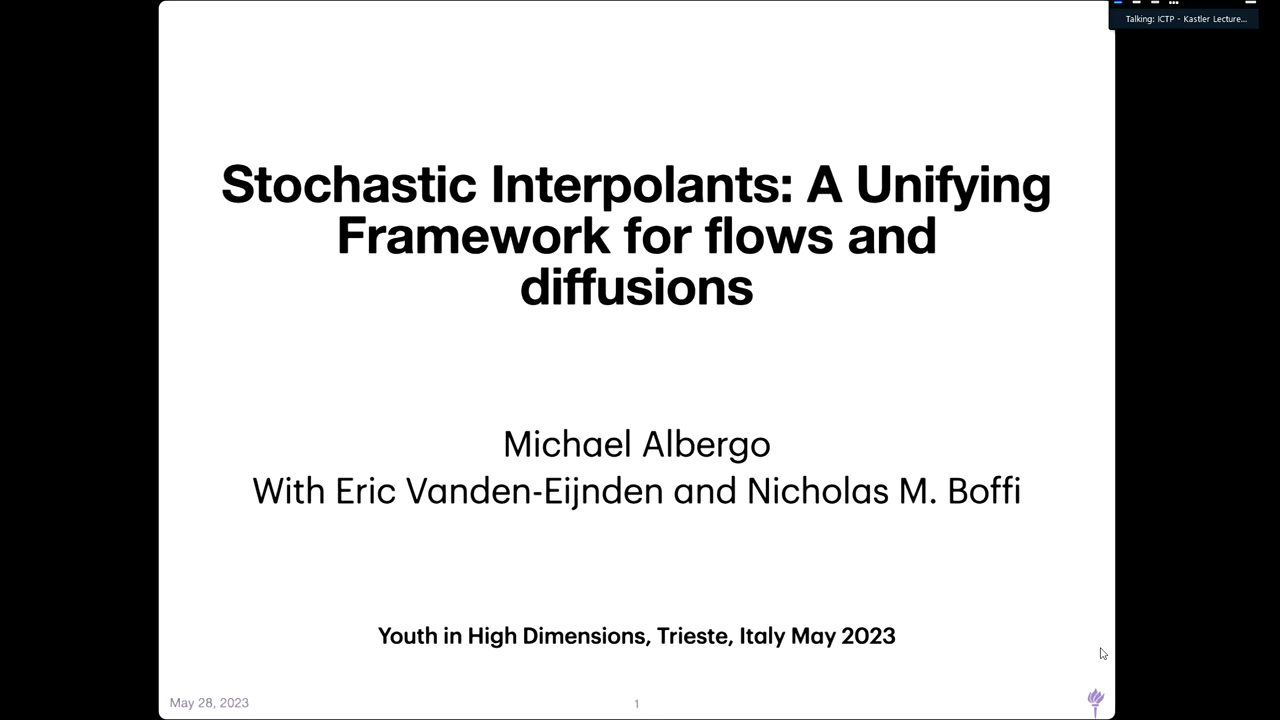 Talking: ICTP - Kastler Lecture...
Stochastic Interpolants: A Unifying
Framework for flows and
diffusions
Michael Albergo
With Eric Vanden-Eijnden and Nicholas M. Boffi
Youth in High Dimensions, Trieste, Italy May 2023
May 28, 2023
1